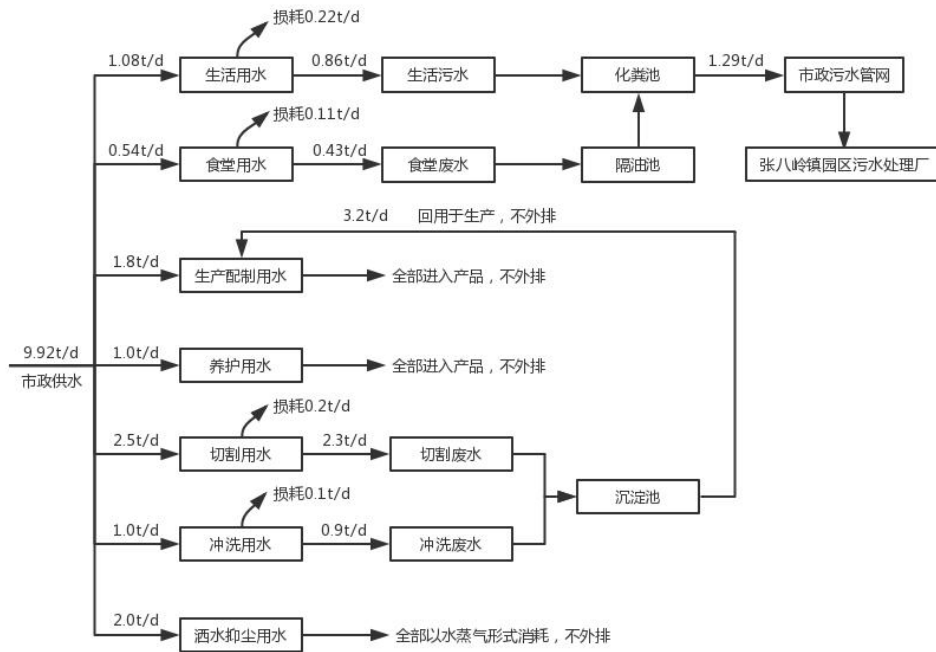 损耗0.22t/d
1.08t/d
生活用水
0.86t/d
生活污水
化粪池
1.29t/d
市政污水管网
损耗0.11t/d
0.54t/d
食堂用水
0.43t/d
食堂废水
隔油池
张八岭镇园区污水处理厂
3.2t/d 回用于生产，不外排
1.8t/d
生产配制用水
全部进入产品，不外排
9.92t/d
市政供水
1.0t/d
养护用水
全部进入产品，不外排
损耗0.2t/d
2.5t/d
切割用水
2.3t/d
切割废水
沉淀池
损耗0.1t/d
1.0t/d
冲洗用水
0.9t/d
冲洗废水
2.0t/d
洒水抑尘用水
全部以水蒸气形式消耗，不外排